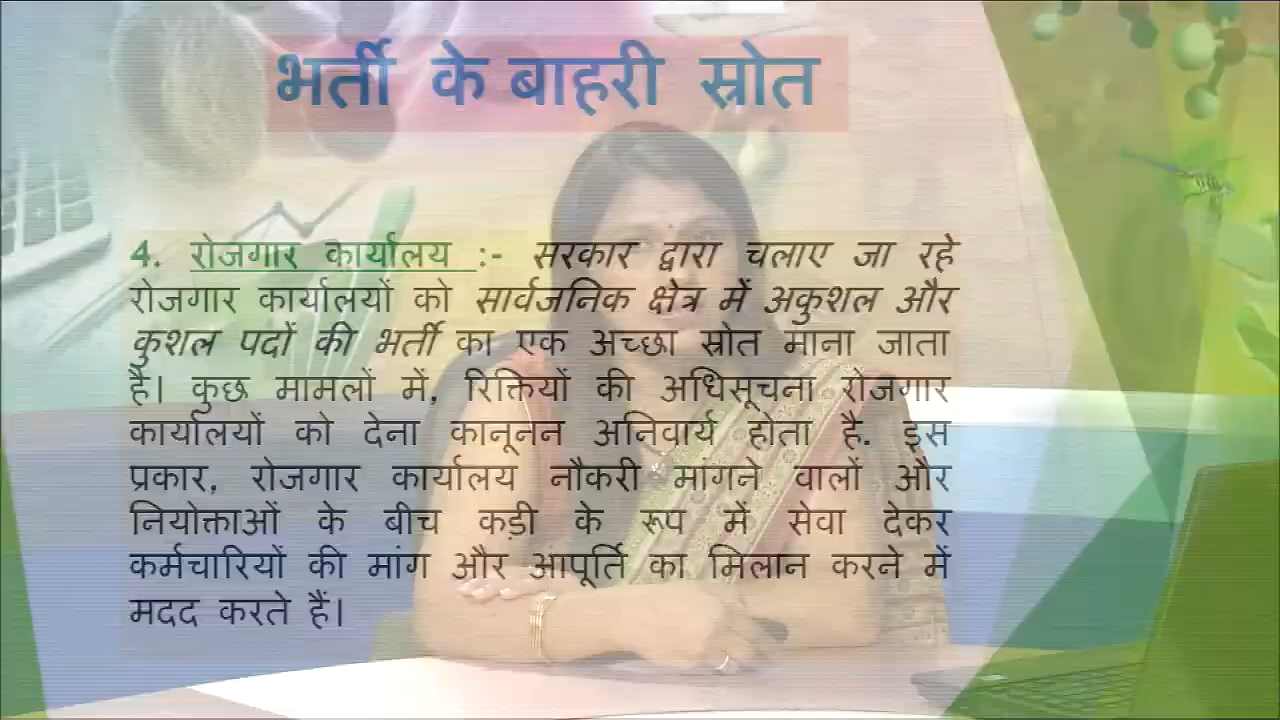 भर्ती के बाहरी स्रोत
4. रोजगार कार्यालय :- सरकार द्वारा चलाए जा रहे
रोजगार कार्यालयों को सार्वजनिक क्षेत्र में अकुशल और
कुशल पदों की भर्ती का एक अच्छा स्रोत माना जाता
है। कुछ मामलों में, रिक्तियों की अधिसूचना रोजगार
कार्यालयों को देना कानूनन अनिवार्य होता है. इस
प्रकार, रोजगार कार्यालय नौकरी मांगने वालों और
नियोक्ताओं के बीच कड़ी के रूप में सेवा देकर
कर्मचारियों की मांग और आपूर्ति का मिलान करने में
मदद करते हैं।